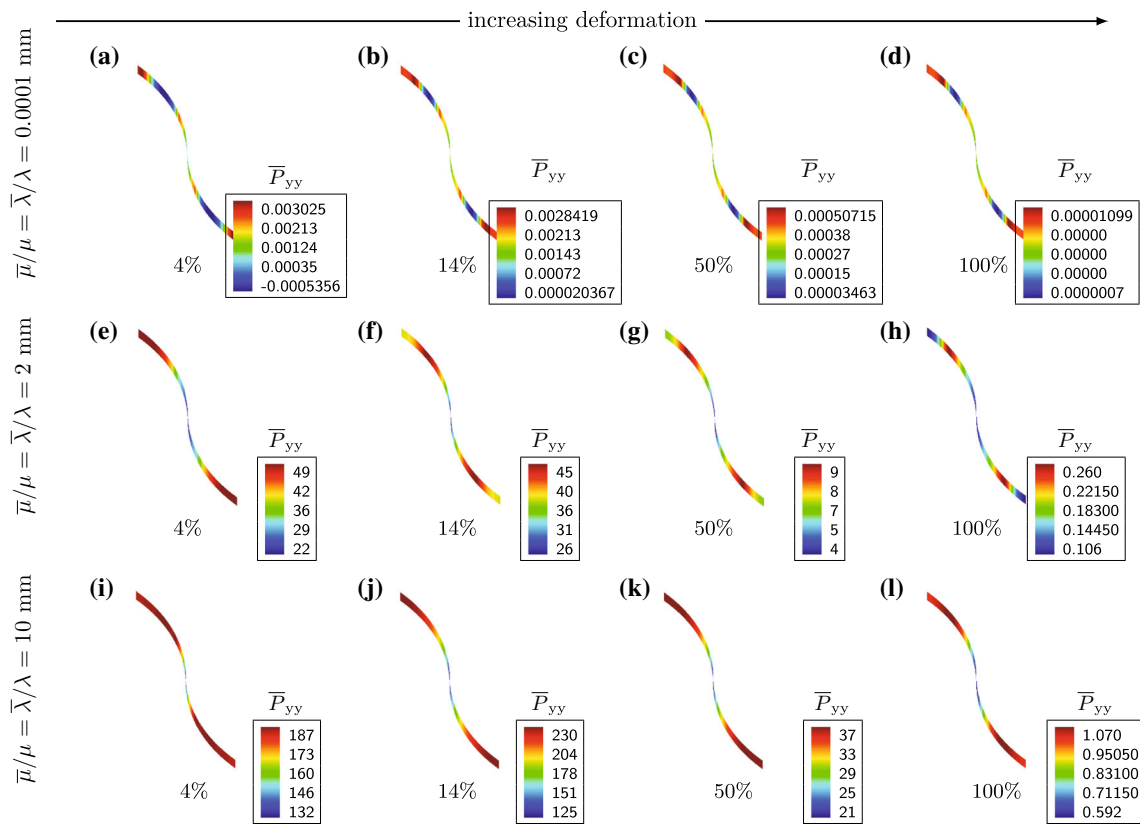 increasing deformation
μ̅/μ = λ̅/λ = 0.0001 mm
(a)
P̅yy
0.003025
0.00213
0.00124
0.00035
-0.0005356
4%
(b)
P̅yy
0.0028419
0.00213
0.00143
0.00072
0.000020367
14%
(c)
P̅yy
0.00050715
0.00038
0.00027
0.00015
0.00003463
50%
(d)
P̅yy
0.00001099
0.00000
0.00000
0.00000
0.0000007
100%
μ̅/μ = λ̅/λ = 2 mm
(e)
P̅yy
49
42
36
29
22
4%
(f)
P̅yy
45
40
36
31
26
14%
(g)
P̅yy
9
8
7
5
4
50%
(h)
P̅yy
0.260
0.22150
0.18300
0.14450
0.106
100%
μ̅/μ = λ̅/λ = 10 mm
(i)
P̅yy
187
173
160
146
132
4%
(j)
P̅yy
230
204
178
151
125
14%
(k)
P̅yy
37
33
29
25
21
50%
(l)
P̅yy
1.070
0.95050
0.83100
0.71150
0.592
100%